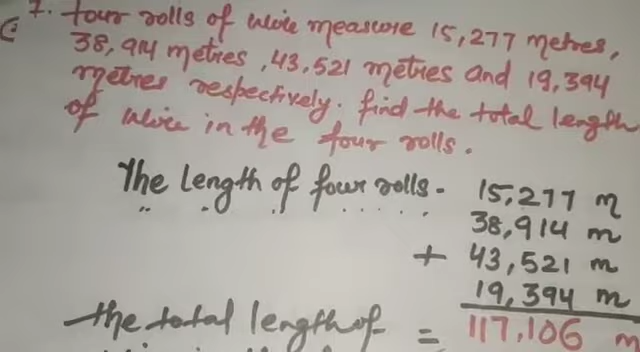 7. four rolls of wire measure 15,277 metres,
38,914 metres, 43,521 metres and 19,394
metres respectively. find the total length
of wire in the four rolls.
The length of four rolls - 15,277 m
" " " . . . . . 38,914 m
+ 43,521 m
19,394 m
the total length of = 117,106 m